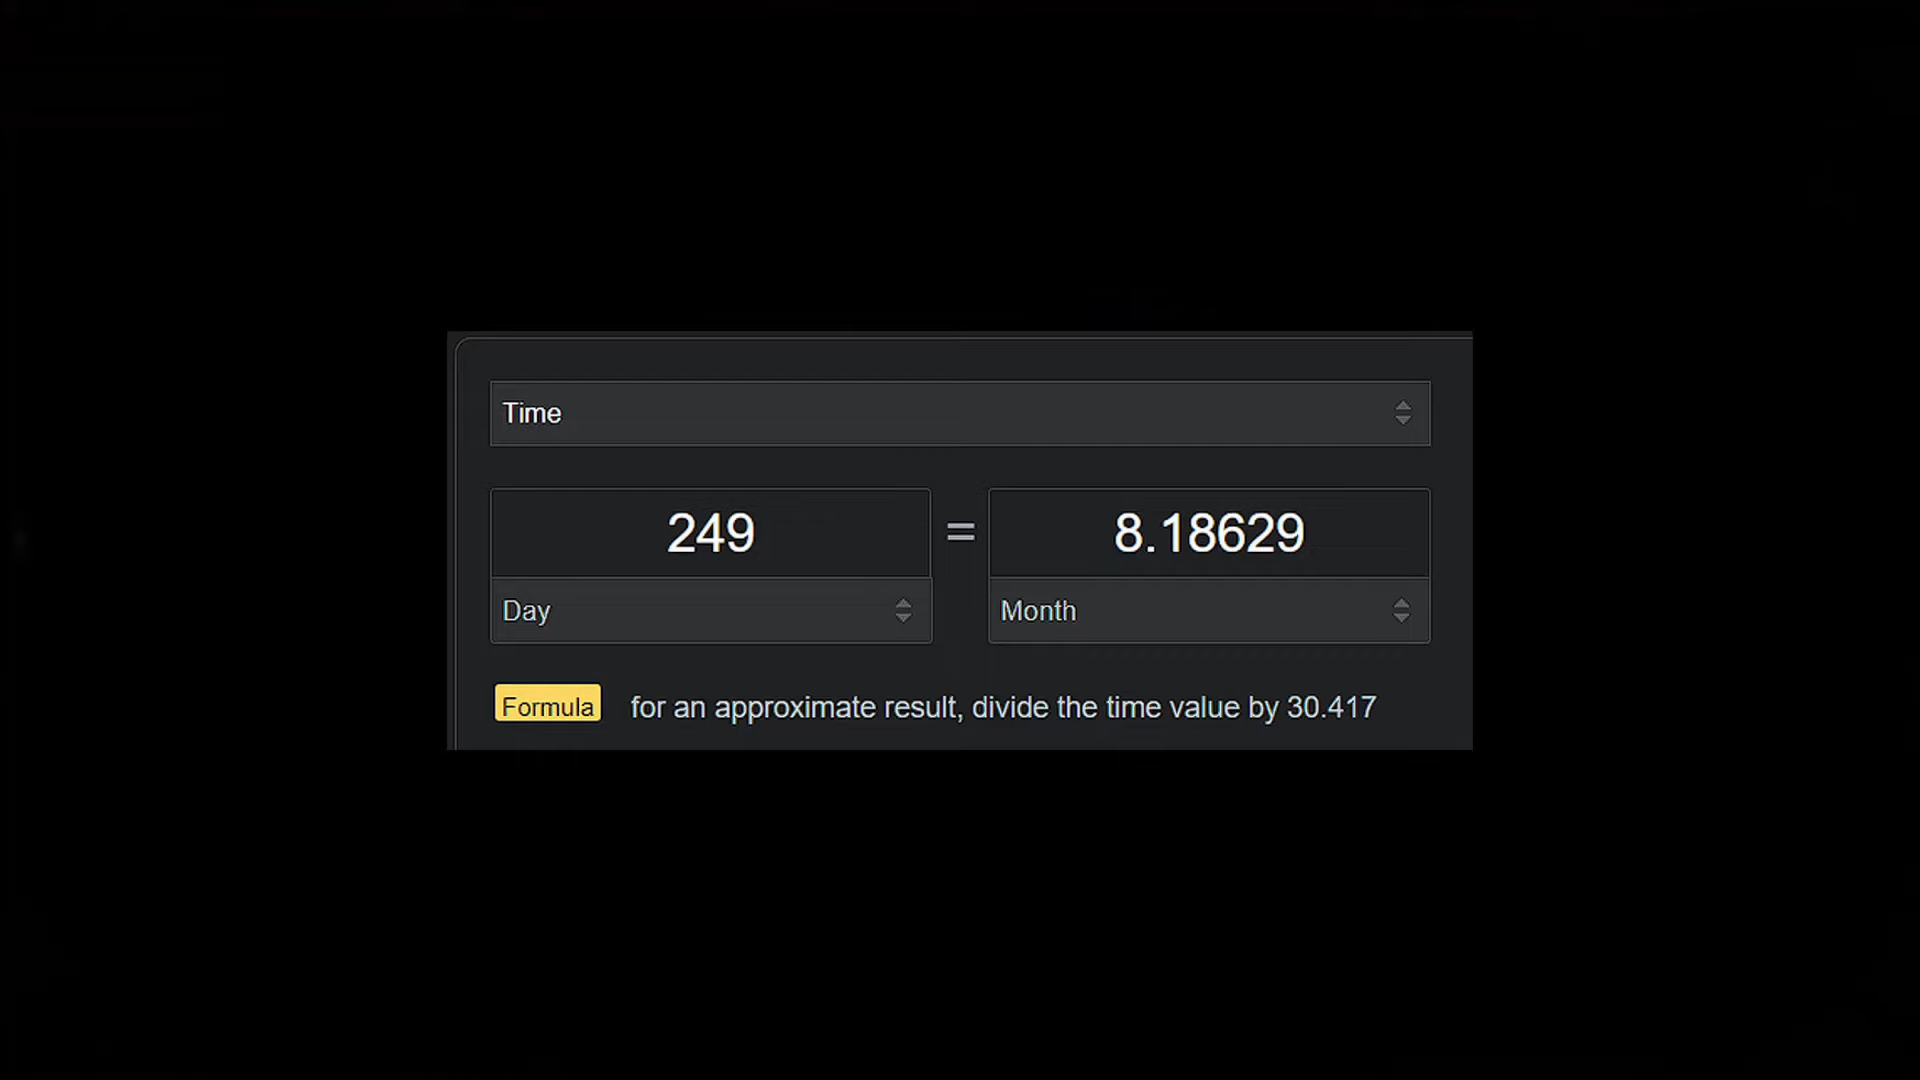 Time
249 = 8.18629
Day Month
Formula for an approximate result, divide the time value by 30.417